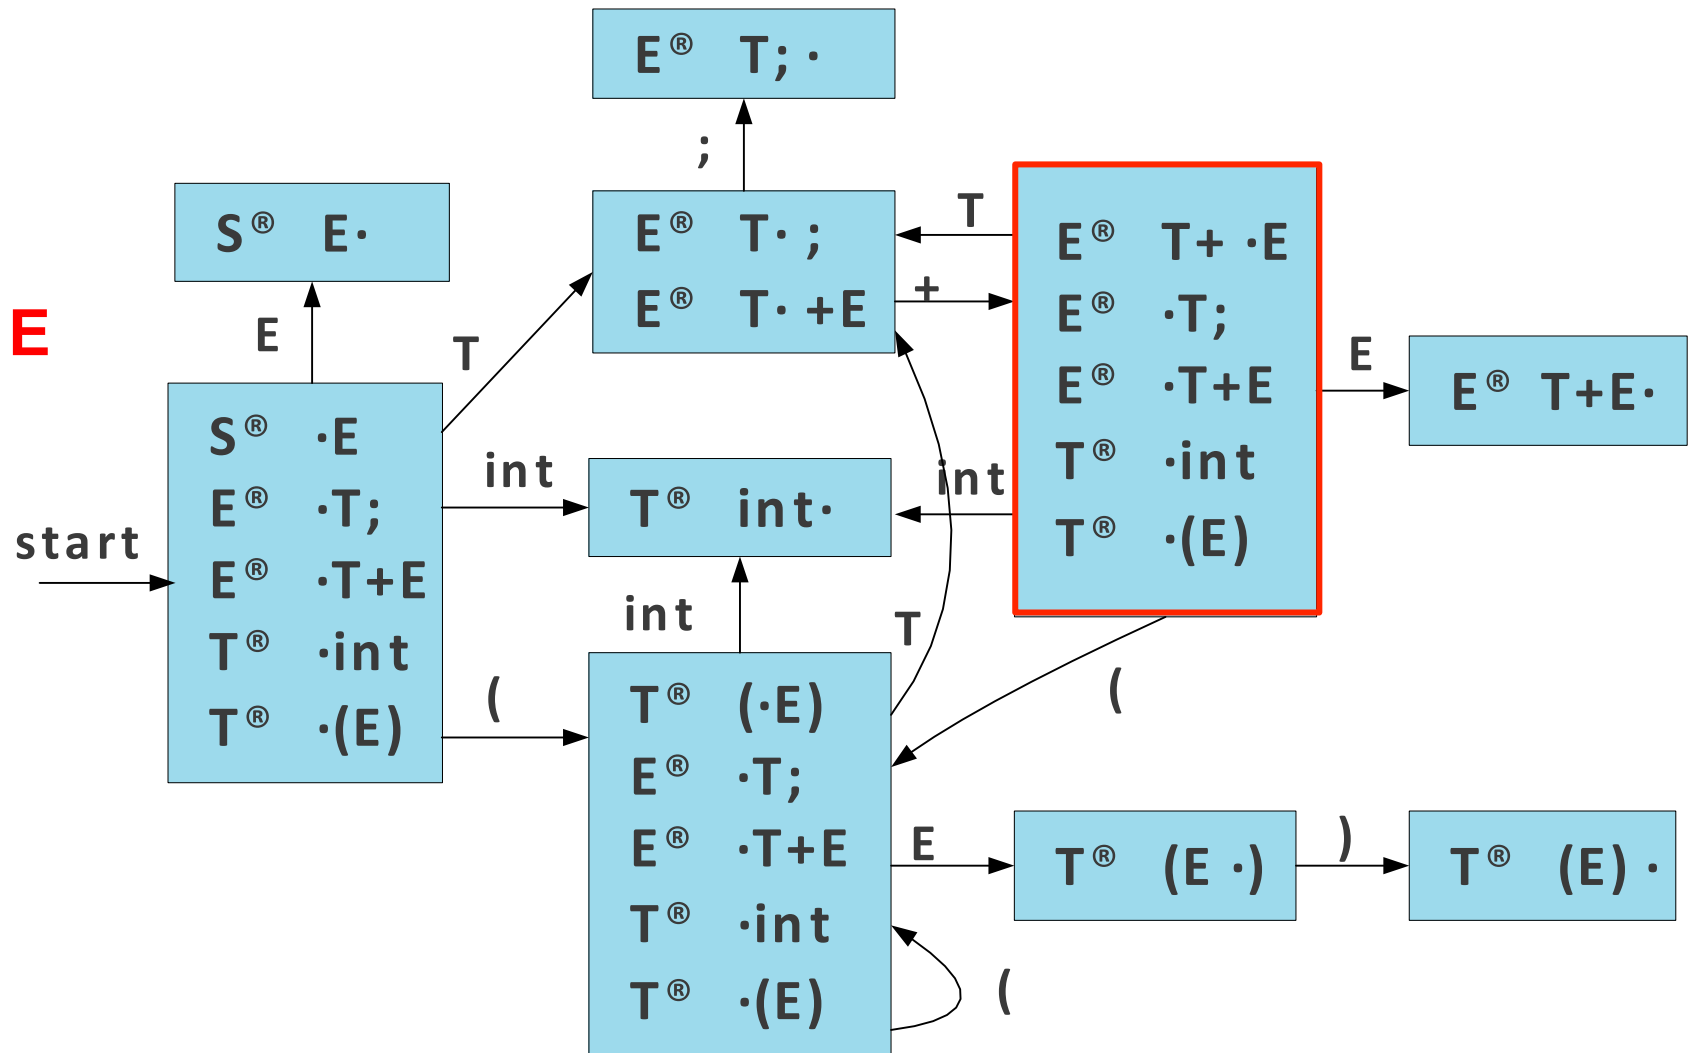 E® T; ·
;
S® E·
E® T· ;
E® T· +E
T
+
E® T+ ·E
E® ·T;
E® ·T+E
T® ·int
T® ·(E)
E
E
T
E
E® T+E·
start
S® ·E
E® ·T;
E® ·T+E
T® ·int
T® ·(E)
int
T® int·
int
int
T
(
(
T® (·E)
E® ·T;
E® ·T+E
T® ·int
T® ·(E)
E
T® (E ·)
)
T® (E) ·
(